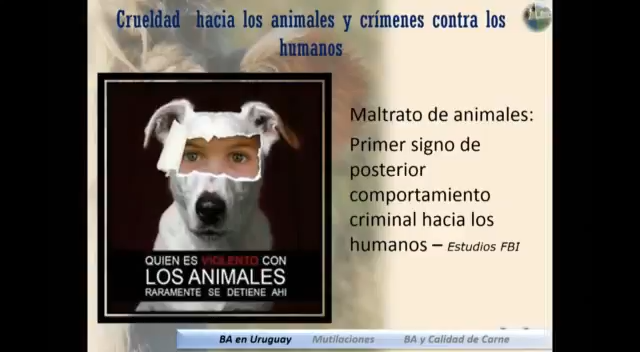 Crueldad hacia los animales y crímenes contra los
humanos
Maltrato de animales:
Primer signo de
posterior
comportamiento
criminal hacia los
humanos – Estudios FBI
QUIEN ES VIOLENTO CON
LOS ANIMALES
RARAMENTE SE DETIENE AHI
BA en Uruguay Mutilaciones BA y Calidad de Carne